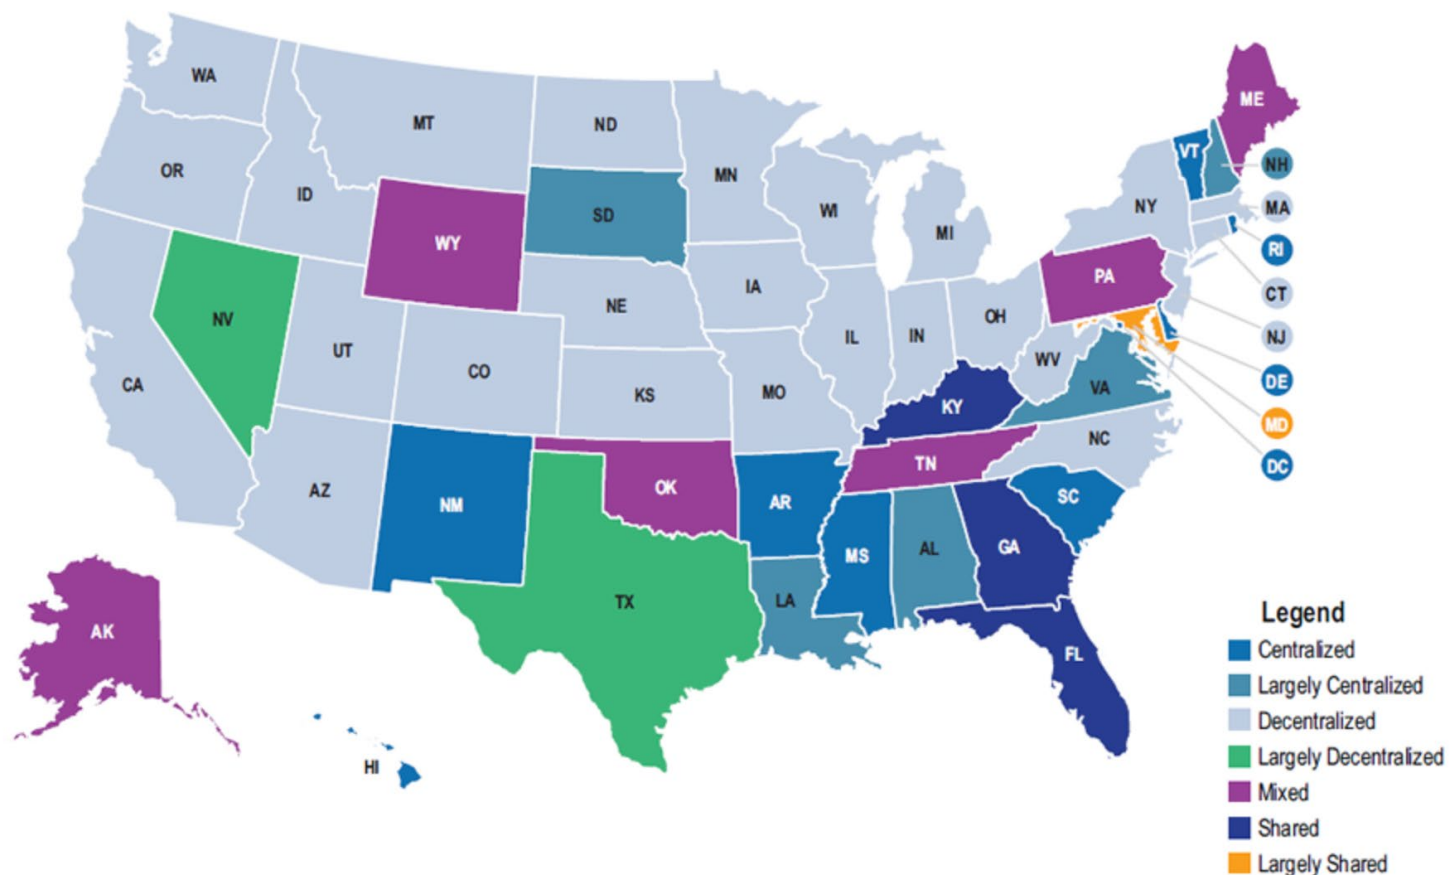 WA
MT
ND
ME
OR
ID
MN
VT
NH
SD
WI
NY
MA
WY
MI
RI
IA
PA
CT
NE
NV
OH
NJ
UT
IL
IN
WV
CO
DE
CA
KS
MO
VA
KY
MD
NC
TN
DC
AZ
OK
SC
NM
AR
AL
GA
MS
TX
LA
AK
FL
HI
Legend
Centralized
Largely Centralized
Decentralized
Largely Decentralized
Mixed
Shared
Largely Shared